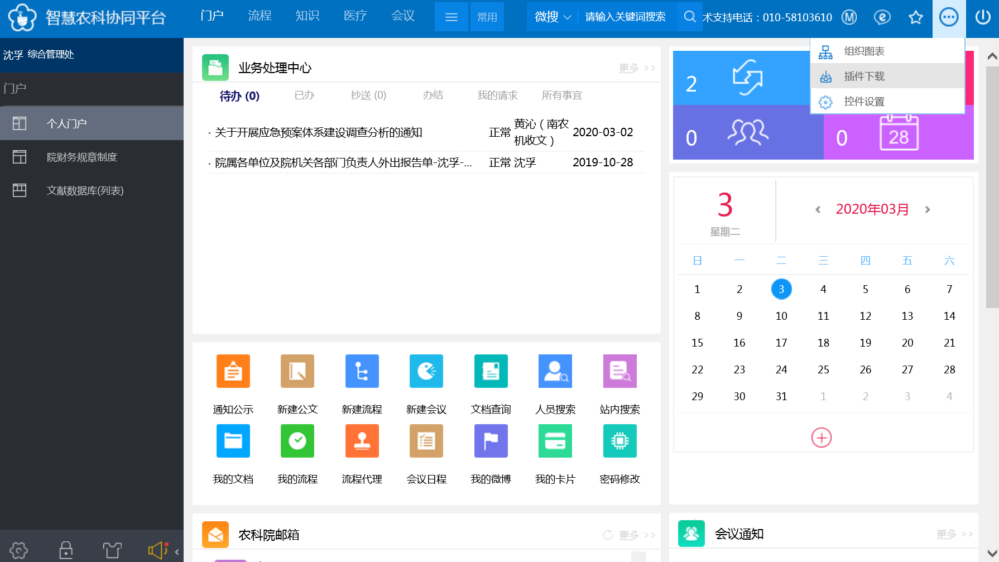 智慧农科协同平台
门户 流程 知识 医疗 会议 常用 微搜 请输入关键词搜索 术支持电话：010-58103610
沈孚 综合管理处
门户
个人门户
院财务规章制度
文献数据库(列表)
组织图表
插件下载
控件设置
业务处理中心 更多 >>
待办 (0) 已办 抄送 (0) 办结 我的请求 所有事宜
关于开展应急预案体系建设调查分析的通知 正常 黄沁（南农机收文） 2020-03-02
院属各单位及院机关各部门负责人外出报告单-沈孚-... 正常 沈孚 2019-10-28
2
0
0
28
3
星期二
2020年03月
日 一 二 三 四 五 六
1 2 3 4 5 6 7
8 9 10 11 12 13 14
15 16 17 18 19 20 21
22 23 24 25 26 27 28
29 30 31 1 2 3 4
通知公示 新建公文 新建流程 新建会议 文档查询 人员搜索 站内搜索
我的文档 我的流程 流程代理 会议日程 我的微博 我的卡片 密码修改
农科院邮箱 更多 >>
会议通知 更多 >>